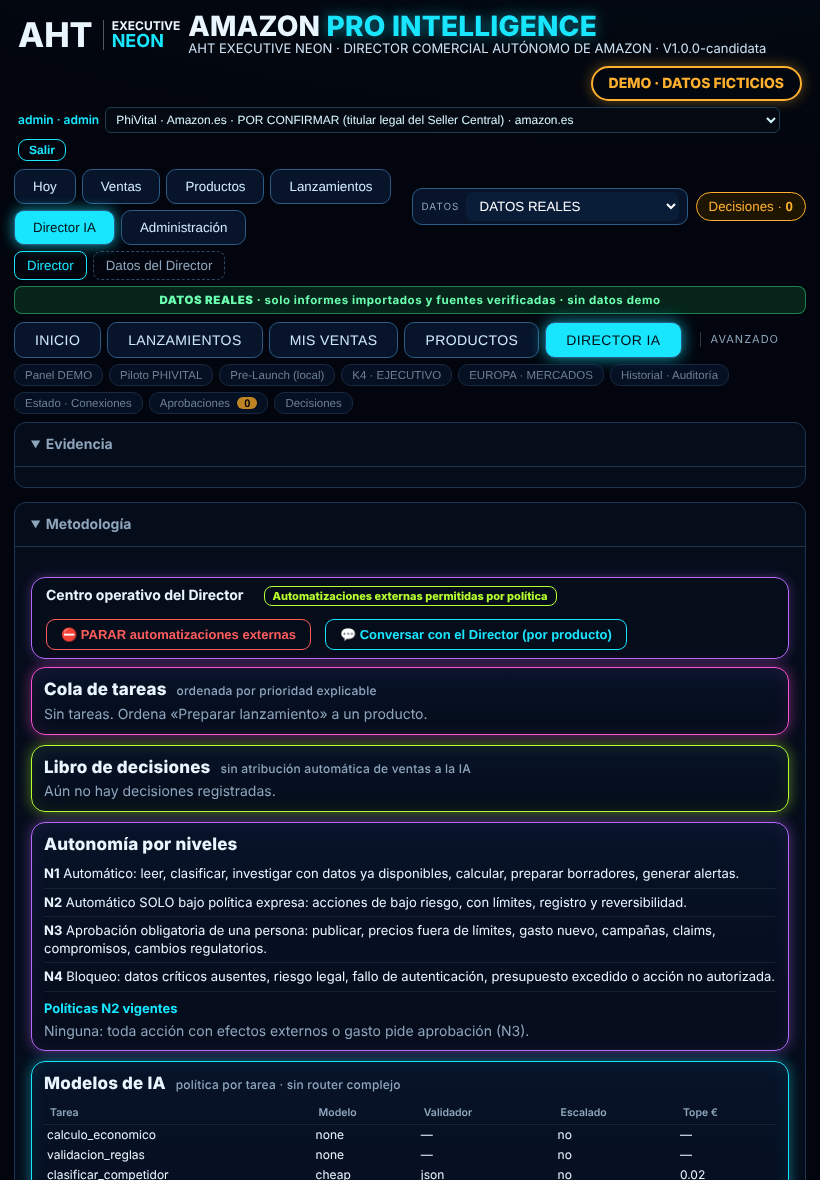 AHT EXECUTIVE NEON AMAZON PRO INTELLIGENCE
AHT EXECUTIVE NEON · DIRECTOR COMERCIAL AUTÓNOMO DE AMAZON · V1.0.0-candidata
DEMO · DATOS FICTICIOS
admin · admin PhiVital · Amazon.es · POR CONFIRMAR (titular legal del Seller Central) · amazon.es
Salir
Hoy Ventas Productos Lanzamientos
DATOS DATOS REALES Decisiones · 0
Director IA Administración
Director Datos del Director
DATOS REALES · solo informes importados y fuentes verificadas · sin datos demo
INICIO LANZAMIENTOS MIS VENTAS PRODUCTOS DIRECTOR IA AVANZADO
Panel DEMO Piloto PHIVITAL Pre-Launch (local) K4 · EJECUTIVO EUROPA · MERCADOS Historial · Auditoría
Estado · Conexiones Aprobaciones 0 Decisiones
▼ Evidencia
▼ Metodología
Centro operativo del Director Automatizaciones externas permitidas por política
⛔ PARAR automatizaciones externas 💬 Conversar con el Director (por producto)
Cola de tareas ordenada por prioridad explicable
Sin tareas. Ordena «Preparar lanzamiento» a un producto.
Libro de decisiones sin atribución automática de ventas a la IA
Aún no hay decisiones registradas.
Autonomía por niveles
N1 Automático: leer, clasificar, investigar con datos ya disponibles, calcular, preparar borradores, generar alertas.
N2 Automático SOLO bajo política expresa: acciones de bajo riesgo, con límites, registro y reversibilidad.
N3 Aprobación obligatoria de una persona: publicar, precios fuera de límites, gasto nuevo, campañas, claims,
compromisos, cambios regulatorios.
N4 Bloqueo: datos críticos ausentes, riesgo legal, fallo de autenticación, presupuesto excedido o acción no autorizada.
Políticas N2 vigentes
Ninguna: toda acción con efectos externos o gasto pide aprobación (N3).
Modelos de IA política por tarea · sin router complejo
Tarea Modelo Validador Escalado Tope €
calculo_economico none — no —
validacion_reglas none — no —
clasificar_competidor cheap json no 0.02